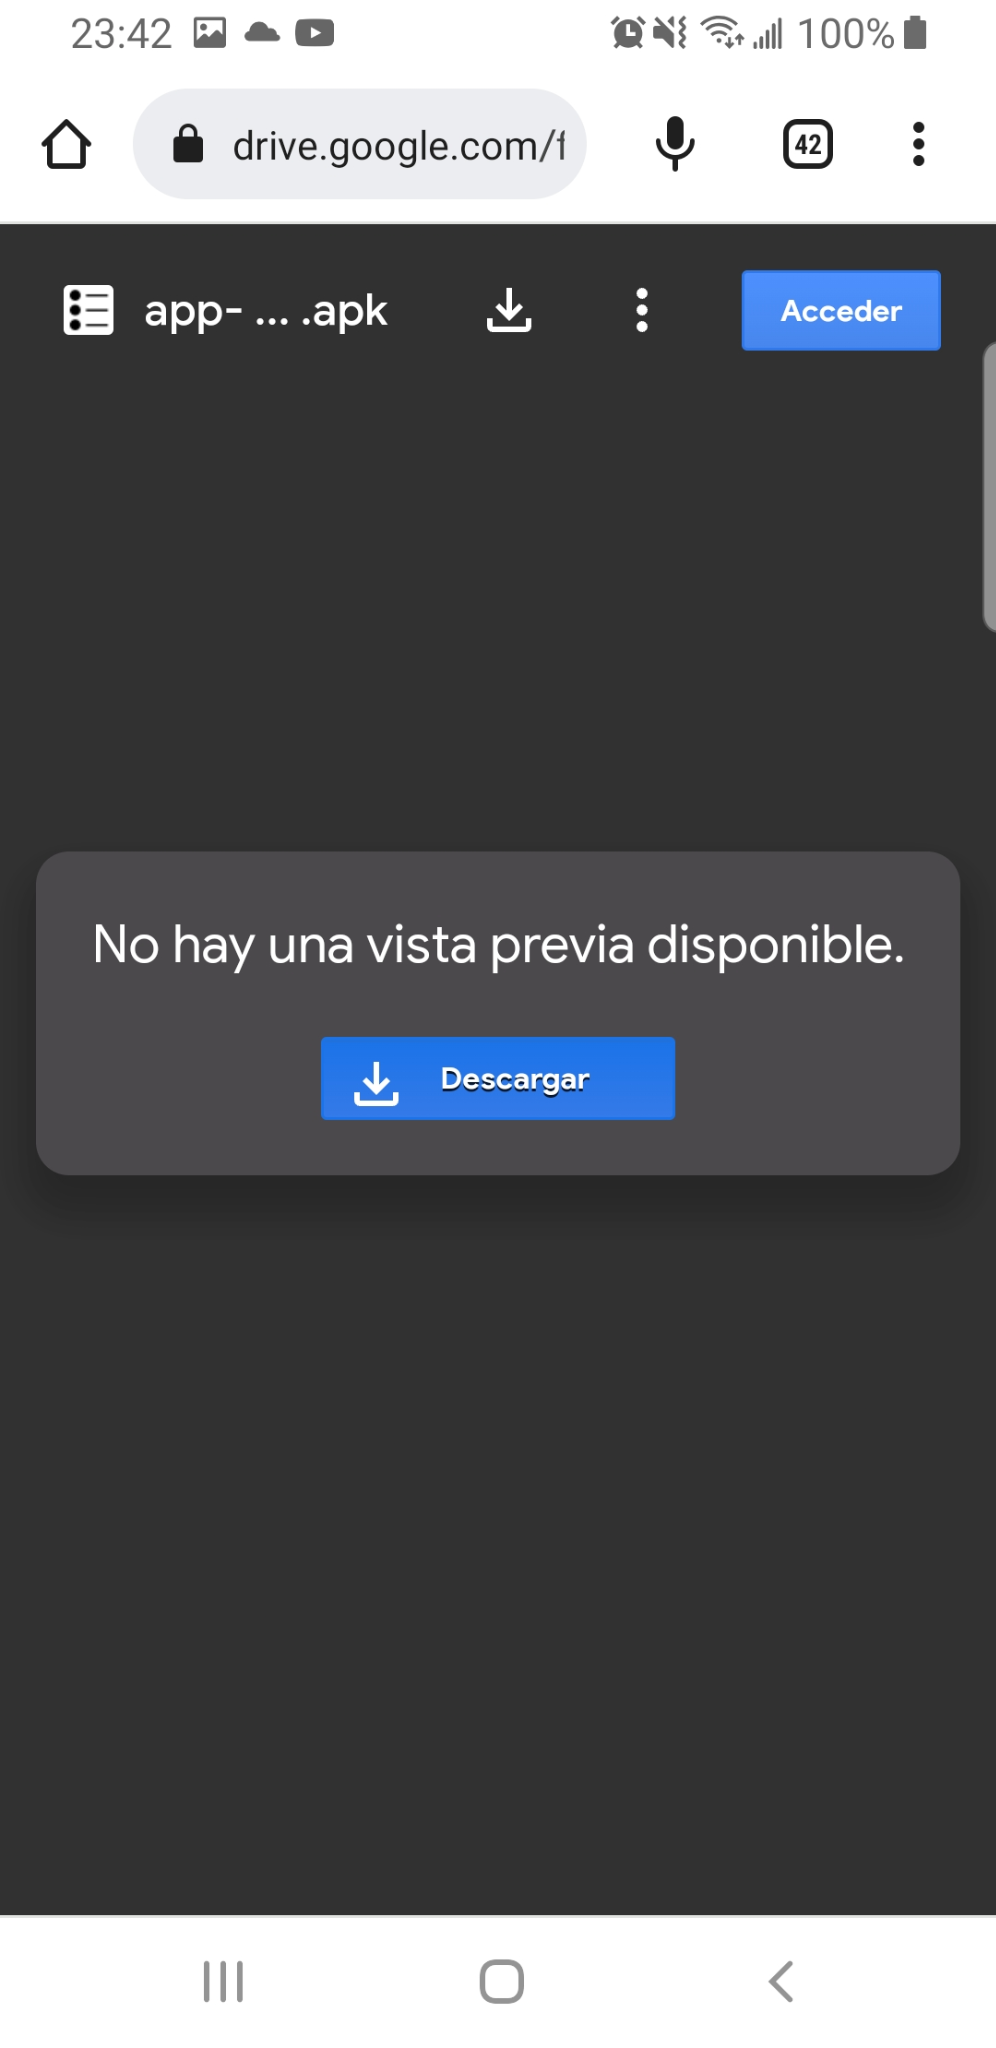 23:42 100%
drive.google.com/f
42
app- ... .apk
Acceder
No hay una vista previa disponible.
Descargar